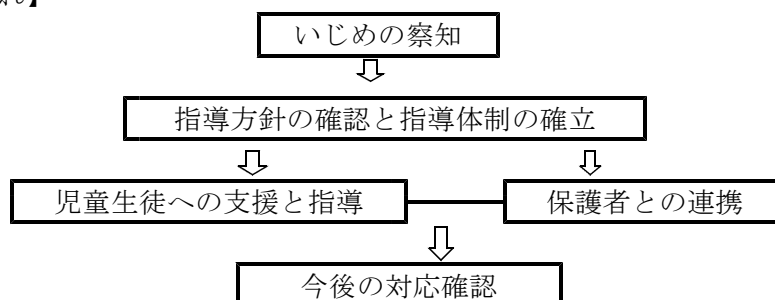 れ】
いじめの察知
指導方針の確認と指導体制の確立
児童生徒への支援と指導
保護者との連携
今後の対応確認